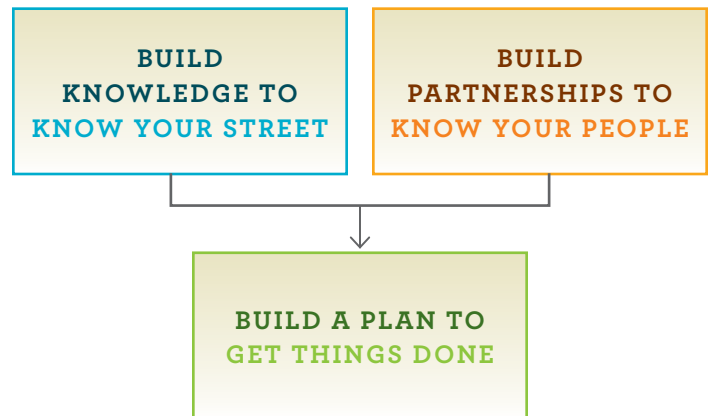 BUILD
KNOWLEDGE TO
KNOW YOUR STREET
BUILD
PARTNERSHIPS TO
KNOW YOUR PEOPLE
BUILD A PLAN TO
GET THINGS DONE